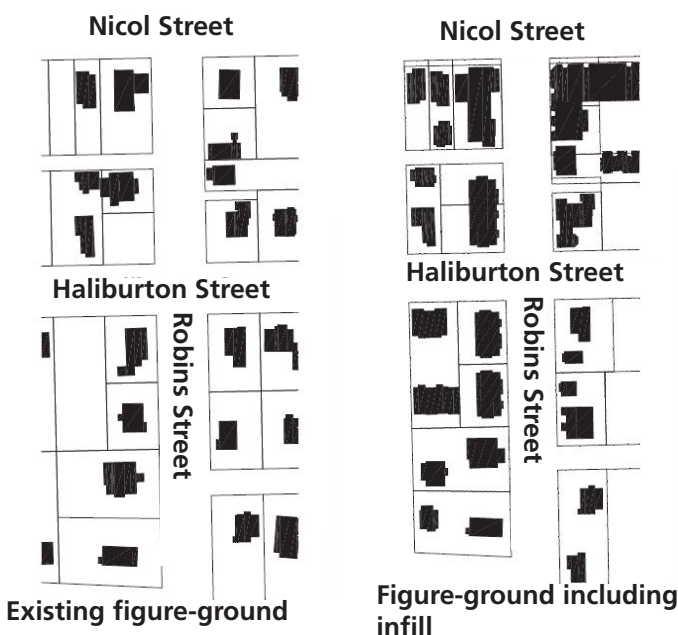 Nicol Street
Haliburton Street
Robins Street
Existing figure-ground
Nicol Street
Haliburton Street
Robins Street
Figure-ground including
infill